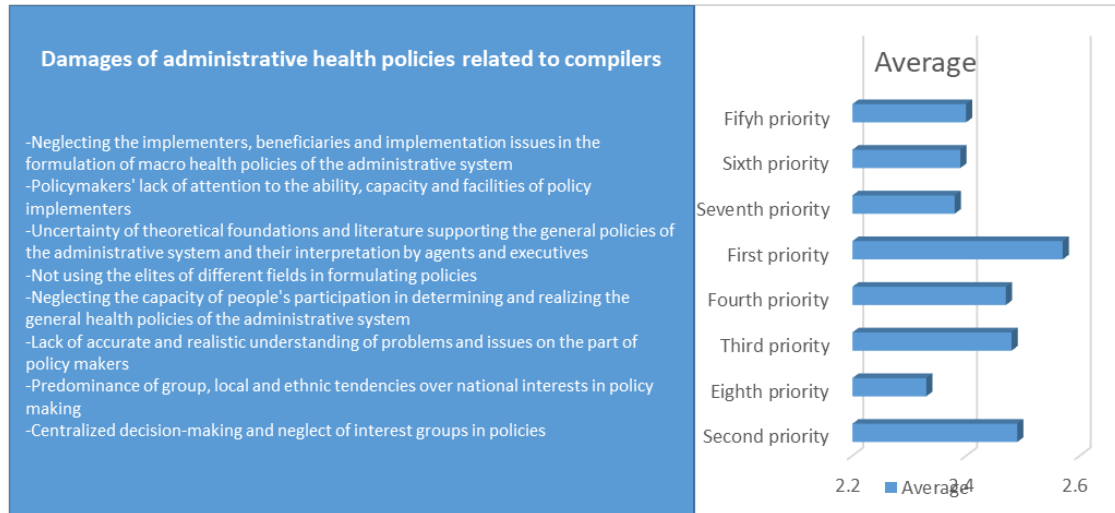 Damages of administrative health policies related to compilers
-Neglecting the implementers, beneficiaries and implementation issues in the
formulation of macro health policies of the administrative system
-Policymakers' lack of attention to the ability, capacity and facilities of policy
implementers
-Uncertainty of theoretical foundations and literature supporting the general policies of
the administrative system and their interpretation by agents and executives
-Not using the elites of different fields in formulating policies
-Neglecting the capacity of people's participation in determining and realizing the
general health policies of the administrative system
-Lack of accurate and realistic understanding of problems and issues on the part of
policy makers
-Predominance of group, local and ethnic tendencies over national interests in policy
making
-Centralized decision-making and neglect of interest groups in policies
Average
Fifyh priority
Sixth priority
Seventh priority
First priority
Fourth priority
Third priority
Eighth priority
Second priority
2.2 2.4 2.6
Average